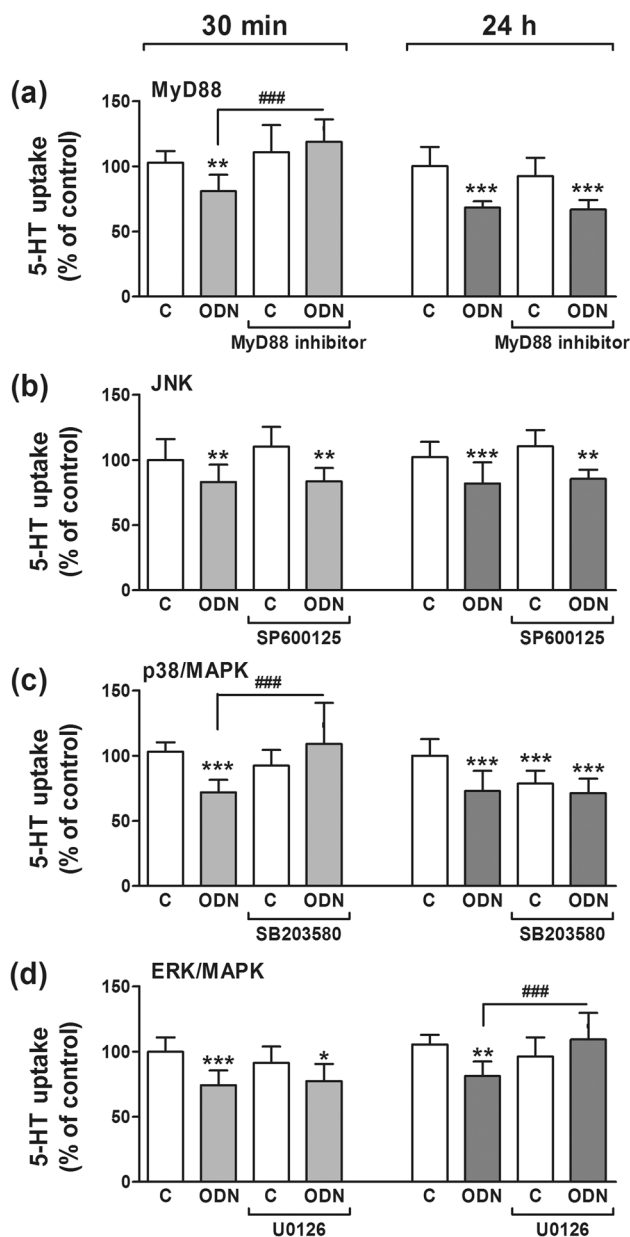 30 min 24 h
(a) MyD88
5-HT uptake
(% of control)
150
100
50
0
###
**
***
***
C ODN C ODN C ODN C ODN
MyD88 inhibitor MyD88 inhibitor
(b) JNK
5-HT uptake
(% of control)
150
100
50
0
** ** *** **
C ODN C ODN C ODN C ODN
SP600125 SP600125
(c) p38/MAPK
5-HT uptake
(% of control)
150
100
50
0
###
*** *** *** ***
C ODN C ODN C ODN C ODN
SB203580 SB203580
(d) ERK/MAPK
5-HT uptake
(% of control)
150
100
50
0
###
*** * **
C ODN C ODN C ODN C ODN
U0126 U0126